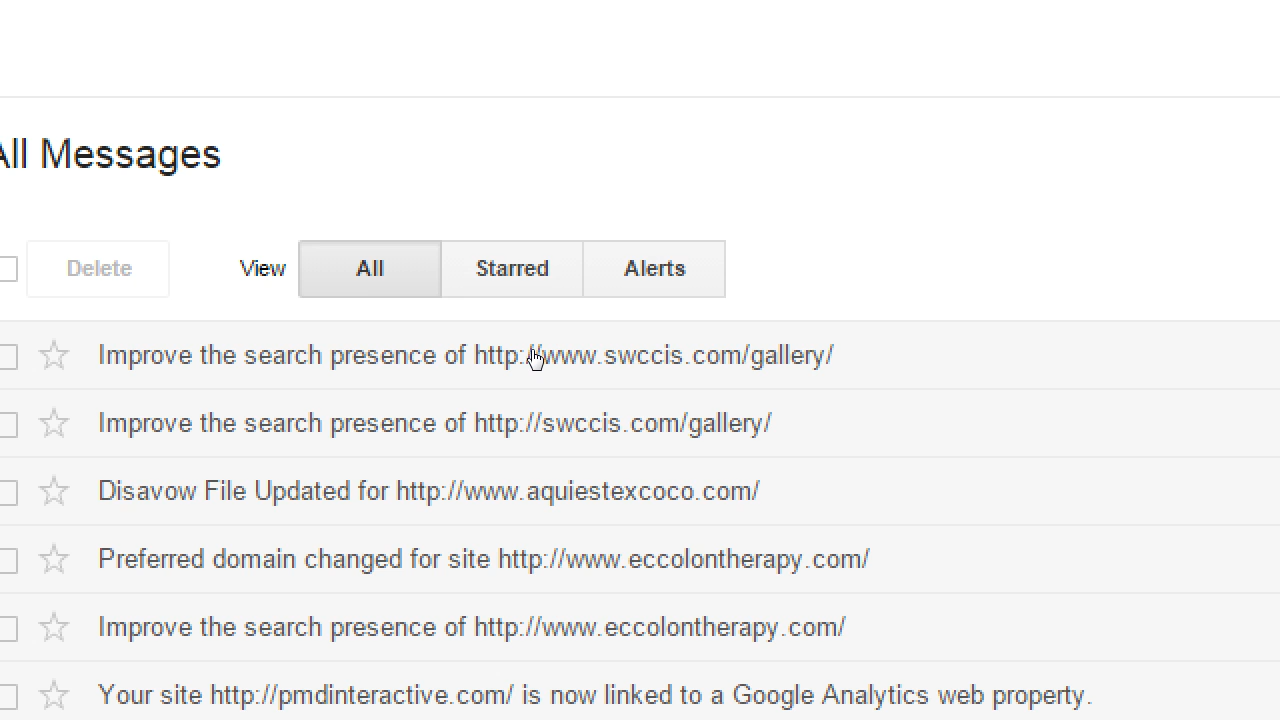 All Messages
Delete View All Starred Alerts
Improve the search presence of http://www.swccis.com/gallery/
Improve the search presence of http://swccis.com/gallery/
Disavow File Updated for http://www.aquiestexcoco.com/
Preferred domain changed for site http://www.eccolontherapy.com/
Improve the search presence of http://www.eccolontherapy.com/
Your site http://pmdinteractive.com/ is now linked to a Google Analytics web property.